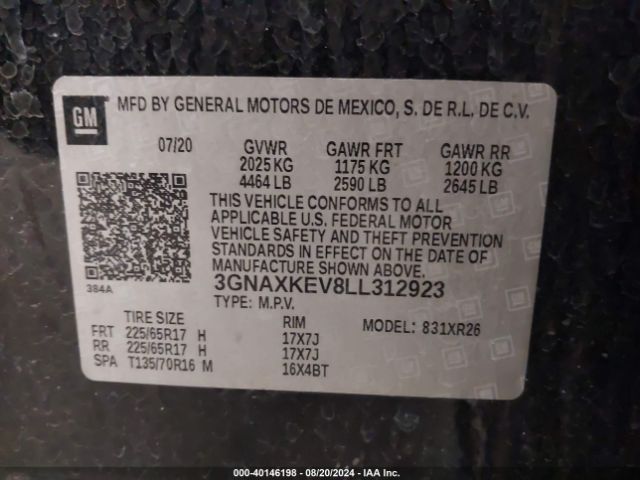 GM
MFD BY GENERAL MOTORS DE MEXICO, S. DE R.L. DE C.V.
07/20 GVWR GAWR FRT GAWR RR
2025 KG 1175 KG 1200 KG
4464 LB 2590 LB 2645 LB
THIS VEHICLE CONFORMS TO ALL
APPLICABLE U.S. FEDERAL MOTOR
VEHICLE SAFETY AND THEFT PREVENTION
STANDARDS IN EFFECT ON THE DATE OF
MANUFACTURE SHOWN ABOVE.
384A
3GNAXKEV8LL312923
TYPE: M.P.V.
TIRE SIZE RIM MODEL: 831XR26
FRT 225/65R17 H 17X7J
RR 225/65R17 H 17X7J
SPA T135/70R16 M 16X4BT
000-40146198 - 08/20/2024 - IAA Inc.